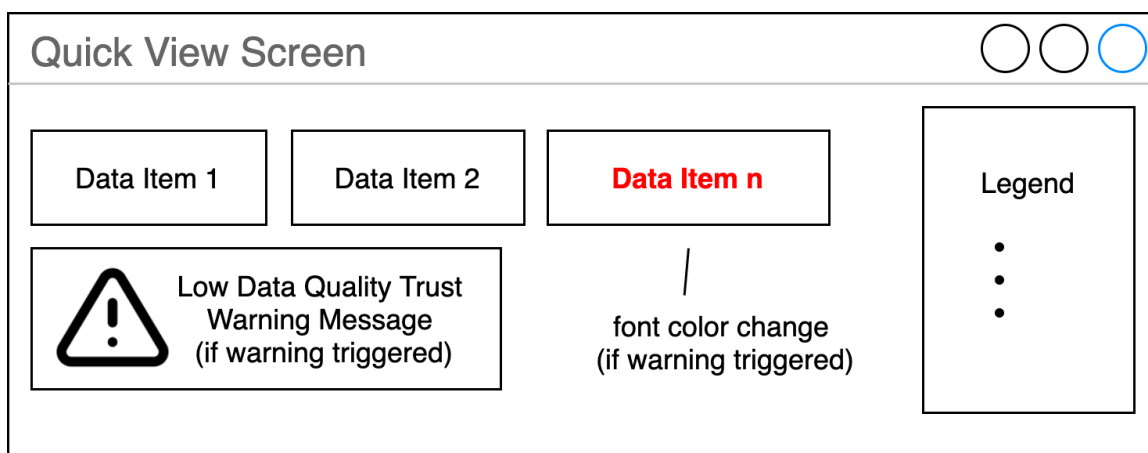 Quick View Screen
Data Item 1
Data Item 2
Data Item n
Legend
Low Data Quality Trust
Warning Message
(if warning triggered)
font color change
(if warning triggered)